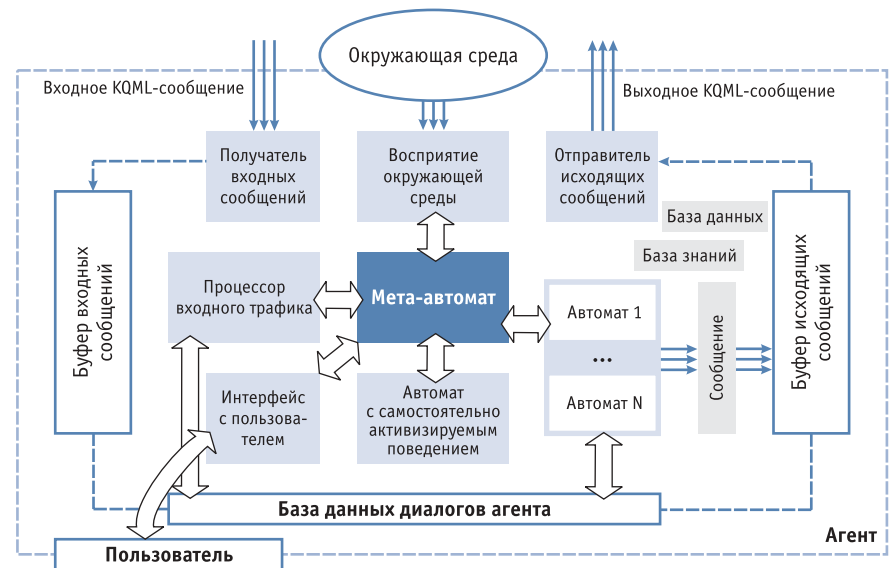 Окружающая среда
Входное KQML-сообщение
Выходное KQML-сообщение
Получатель
входных
сообщений
Восприятие
окружающей
среды
Отправитель
исходящих
сообщений
База данных
База знаний
Буфер входных
сообщений
Процессор
входного трафика
Мета-автомат
Автомат 1
...
Автомат N
Сообщение
Буфер исходящих
сообщений
Интерфейс
с пользова-
телем
Автомат
с самостоятельно
активизируемым
поведением
База данных диалогов агента
Агент
Пользователь